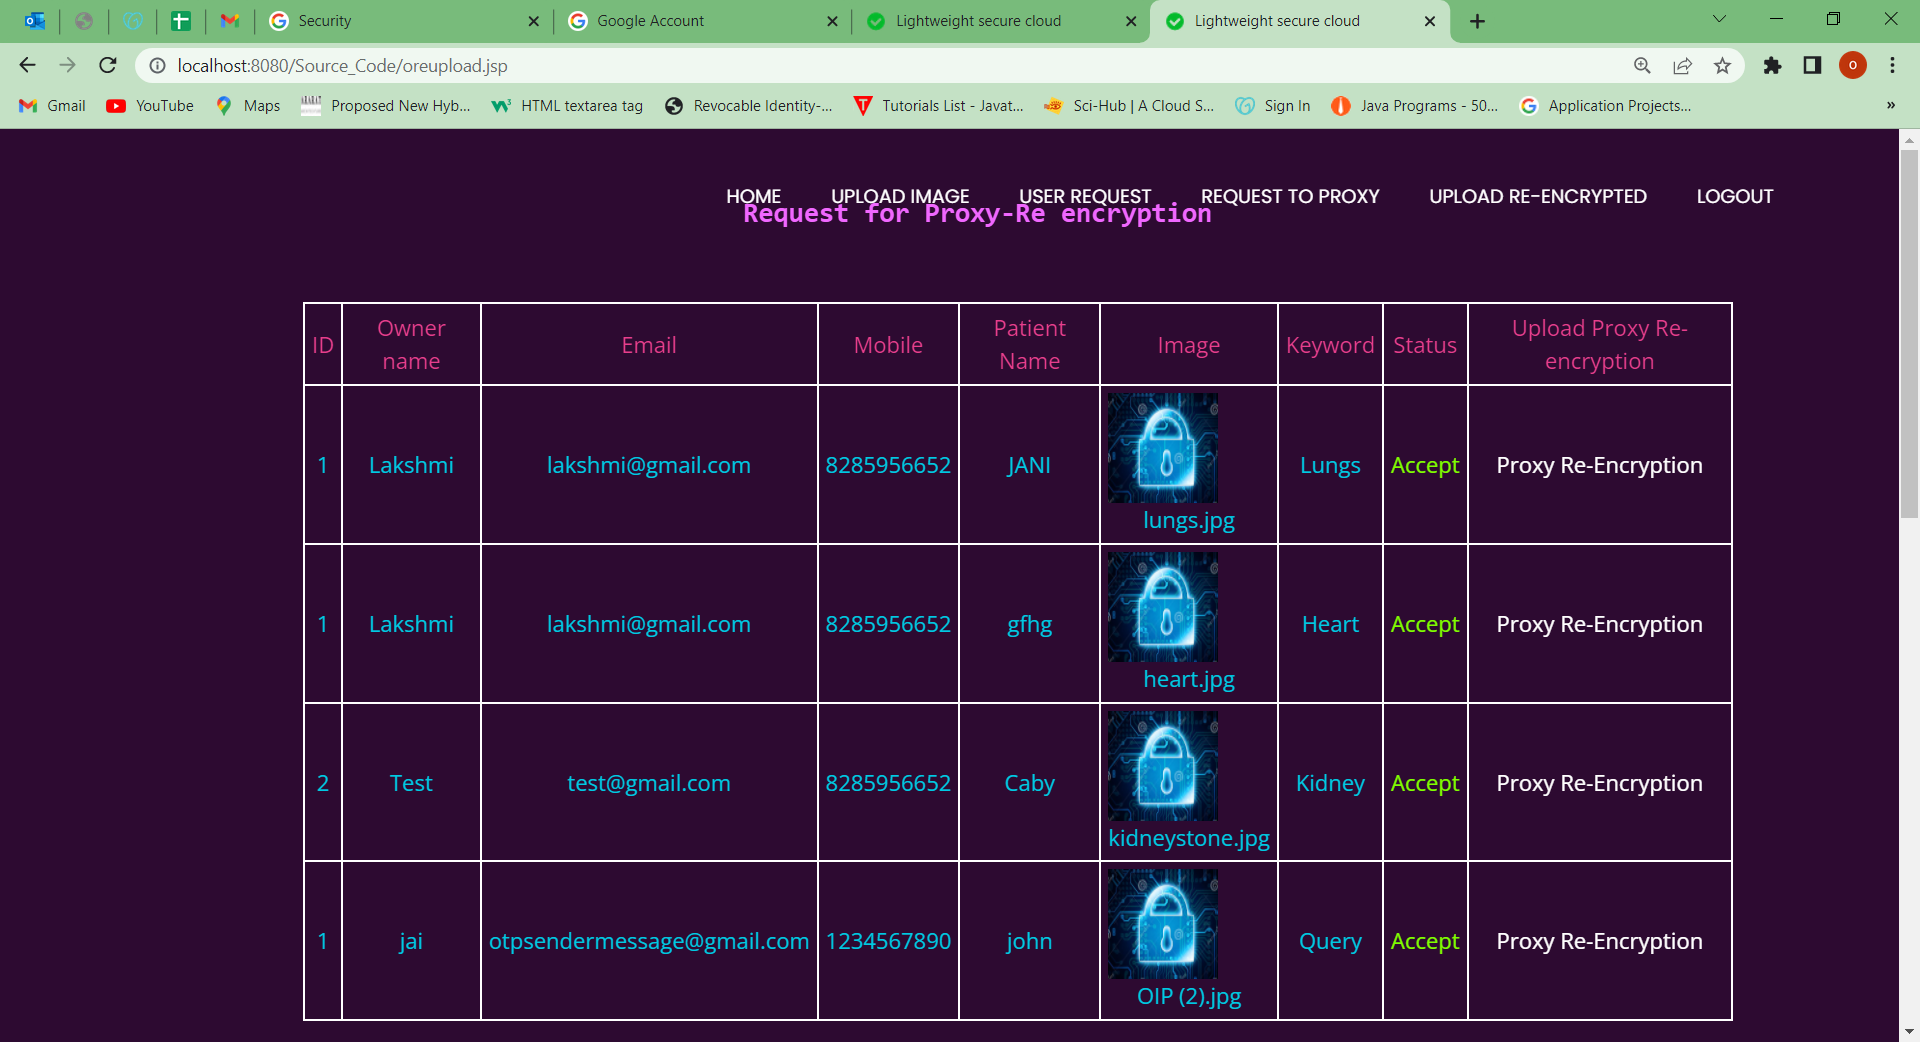 Security
Google Account
Lightweight secure cloud
Lightweight secure cloud
localhost:8080/Source_Code/oreupload.jsp
o
Gmail
YouTube
Maps
Proposed New Hyb...
HTML textarea tag
Revocable Identity-...
Tutorials List - Javat...
Sci-Hub | A Cloud S...
Sign In
Java Programs - 50...
Application Projects...
»
HOME UPLOAD IMAGE USER REQUEST REQUEST TO PROXY UPLOAD RE-ENCRYPTED LOGOUT
Request for Proxy-Re encryption
ID
Owner
name
Email
Mobile
Patient
Name
Image
Keyword
Status
Upload Proxy Re-
encryption
1 Lakshmi lakshmi@gmail.com 8285956652 JANI Lungs Accept Proxy Re-Encryption
lungs.jpg
1 Lakshmi lakshmi@gmail.com 8285956652 gfhg Heart Accept Proxy Re-Encryption
heart.jpg
2 Test test@gmail.com 8285956652 Caby Kidney Accept Proxy Re-Encryption
kidneystone.jpg
1 jai otpsendermessage@gmail.com 1234567890 john Query Accept Proxy Re-Encryption
OIP (2).jpg